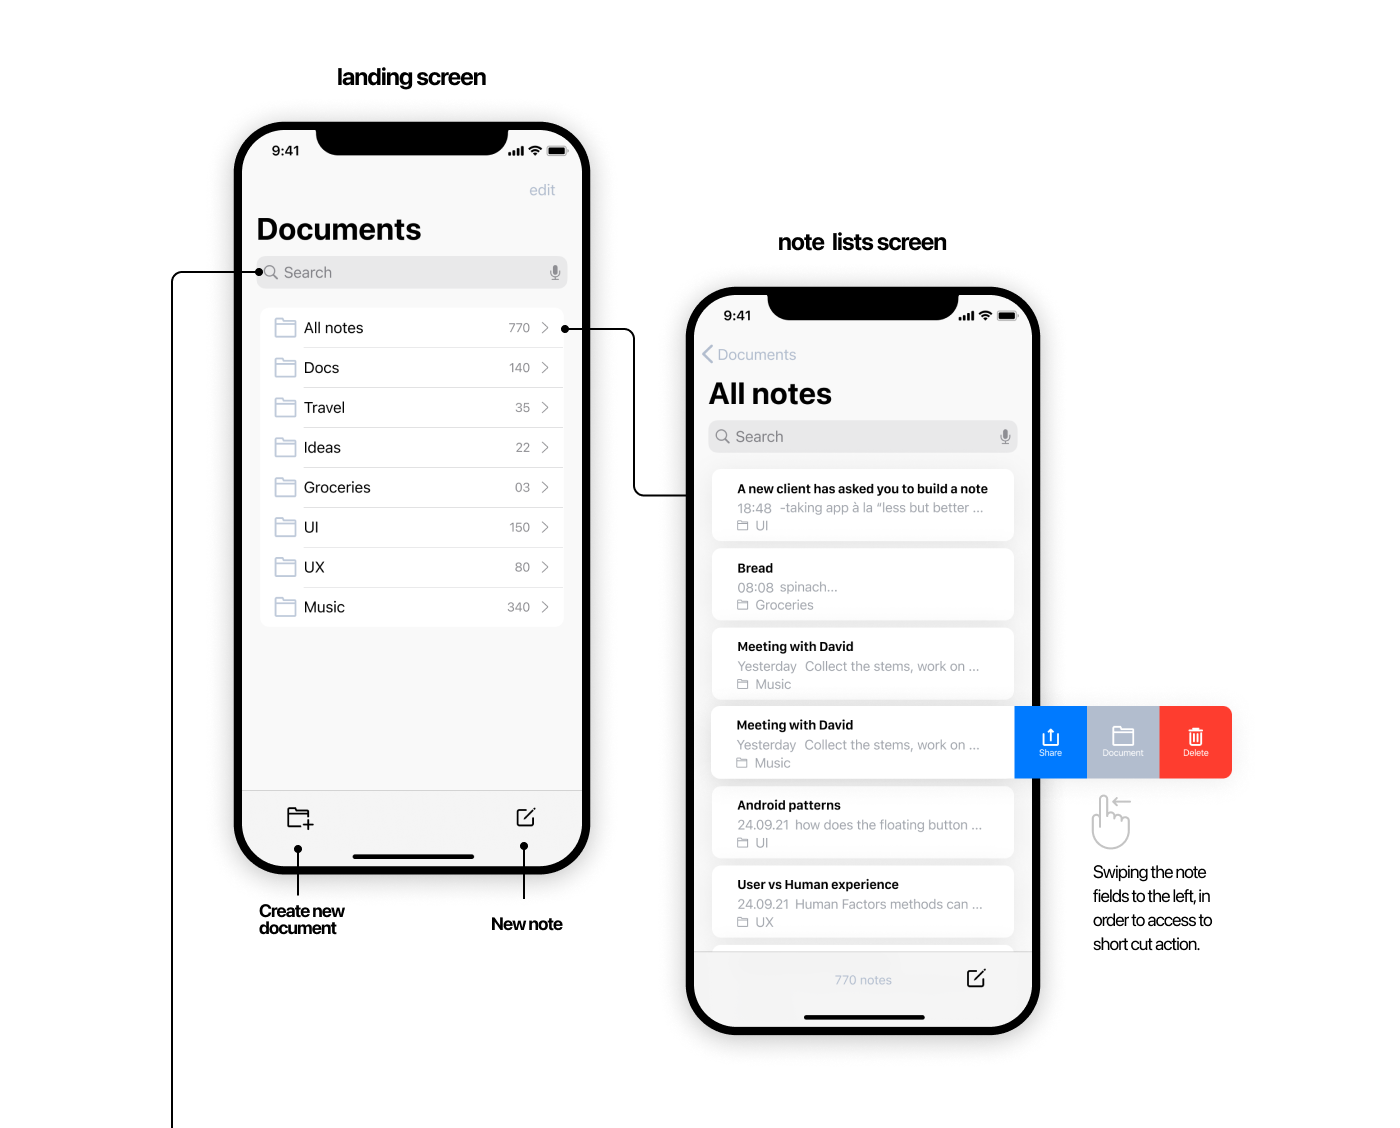 landing screen
9:41
edit
Documents
Search
All notes 770
Docs 140
Travel 35
Ideas 22
Groceries 03
UI 150
UX 80
Music 340
Create new
document
New note
note lists screen
9:41
Documents
All notes
Search
A new client has asked you to build a note
18:48 -taking app à la “less but better ...
UI
Bread
08:08 spinach...
Groceries
Meeting with David
Yesterday Collect the stems, work on ...
Music
Meeting with David
Yesterday Collect the stems, work on ...
Music
Share
Document
Delete
Android patterns
24.09.21 how does the floating button ...
UI
User vs Human experience
24.09.21 Human Factors methods can ...
UX
770 notes
Swiping the note
fields to the left, in
order to access to
short cut action.